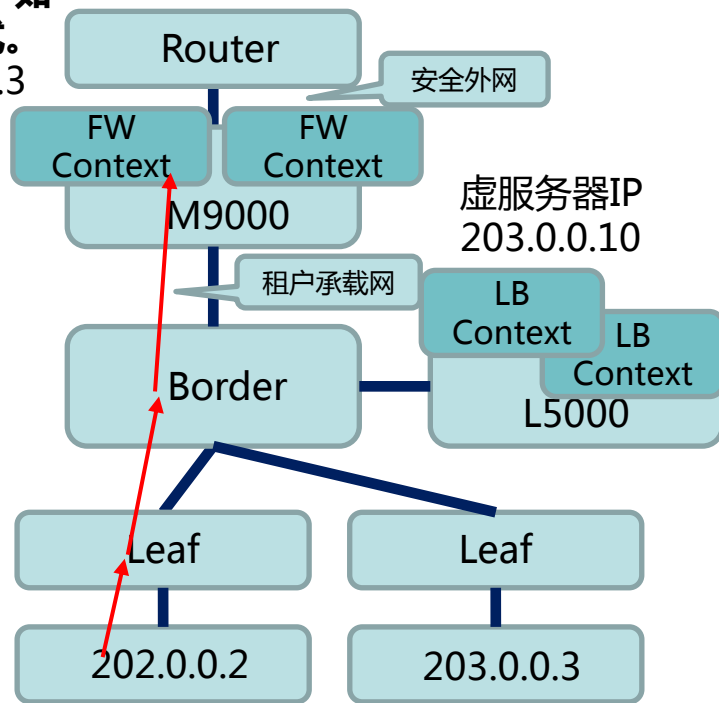 Router
.3
安全外网
FW
Context
FW
Context
M9000
虚服务器IP
203.0.0.10
租户承载网
LB
Context
LB
Context
Border
L5000
Leaf
Leaf
202.0.0.2
203.0.0.3